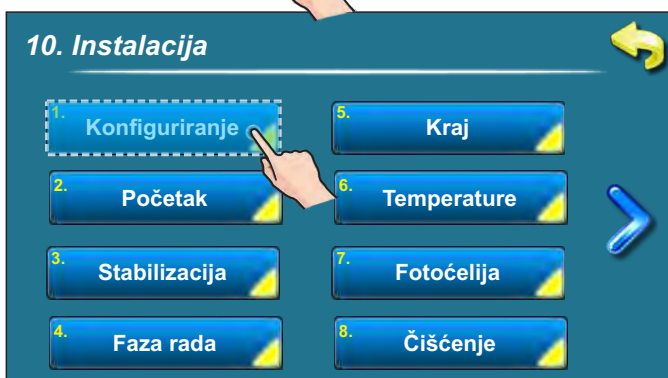 10. Instalacija
1. Konfiguriranje
2. Početak
3. Stabilizacija
4. Faza rada
5. Kraj
6. Temperature
7. Fotoćelija
8. Čišćenje